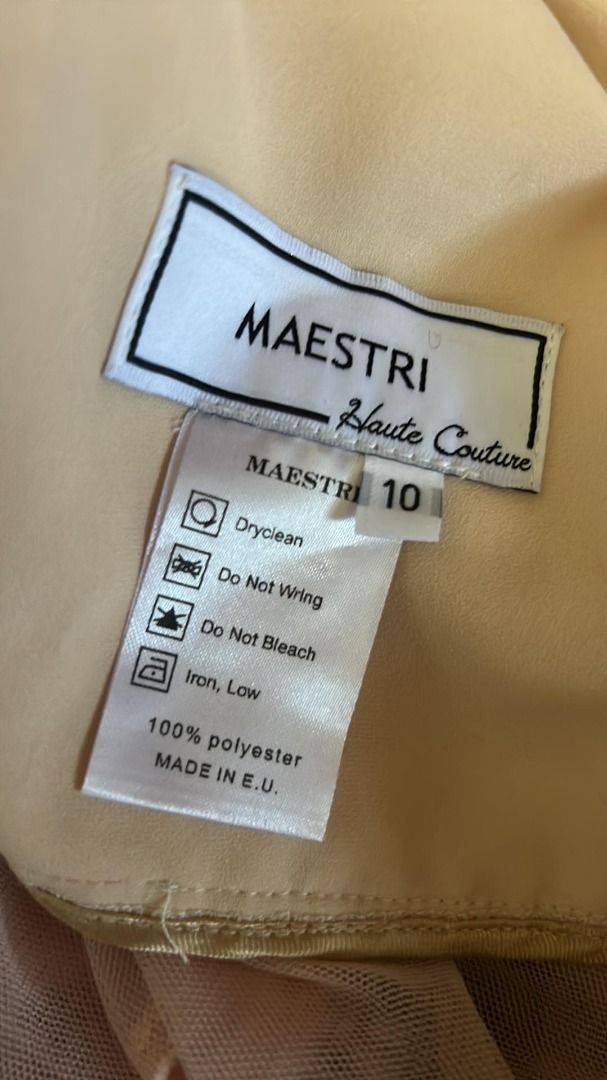 MAESTRI
Haute Couture
MAESTRI
10
Dryclean
Do Not Wring
Do Not Bleach
Iron, Low
100% polyester
MADE IN E.U.